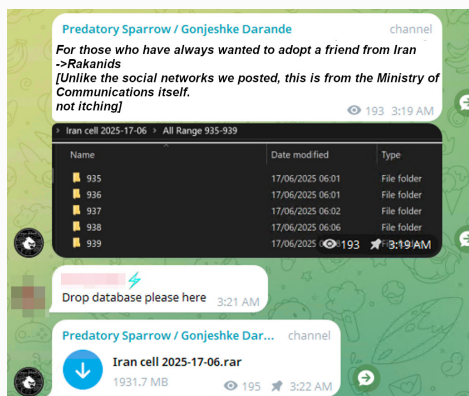 Predatory Sparrow / Gonjeshke Darande channel
For those who have always wanted to adopt a friend from Iran
->Rakanids
[Unlike the social networks we posted, this is from the Ministry of
Communications itself.
not itching]
193 3:19 AM
Iran cell 2025-17-06 > All Range 935-939
Name Date modified Type
935 17/06/2025 06:01 File folder
936 17/06/2025 06:01 File folder
937 17/06/2025 06:02 File folder
938 17/06/2025 06:06 File folder
939 17/06/2025 193 3:19 AM
Drop database please here 3:21 AM
Predatory Sparrow / Gonjeshke Dar... channel
Iran cell 2025-17-06.rar
1931.7 MB 195 3:22 AM